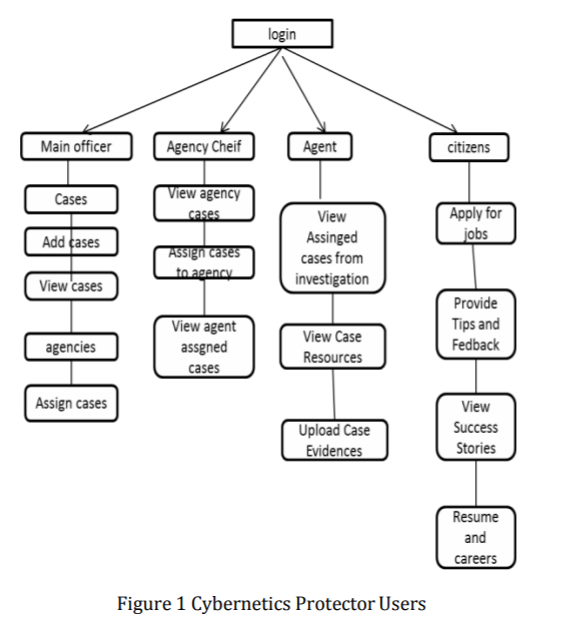 login
Main officer
Cases
Add cases
View cases
agencies
Assign cases
Agency Cheif
View agency
cases
Assign cases
to agency
View agent
assgned
cases
Agent
View
Assinged
cases from
investigation
View Case
Resources
Upload Case
Evidences
citizens
Apply for
jobs
Provide
Tips and
Fedback
View
Success
Stories
Resume
and
careers
Figure 1 Cybernetics Protector Users